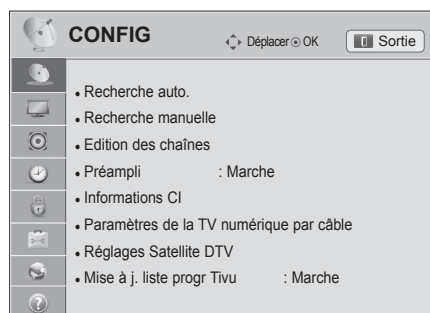 CONFIG
Déplacer OK
Sortie
Recherche auto.
Recherche manuelle
Edition des chaînes
Préampli : Marche
Informations CI
Paramètres de la TV numérique par câble
Réglages Satellite DTV
Mise à j. liste progr Tivu : Marche
?